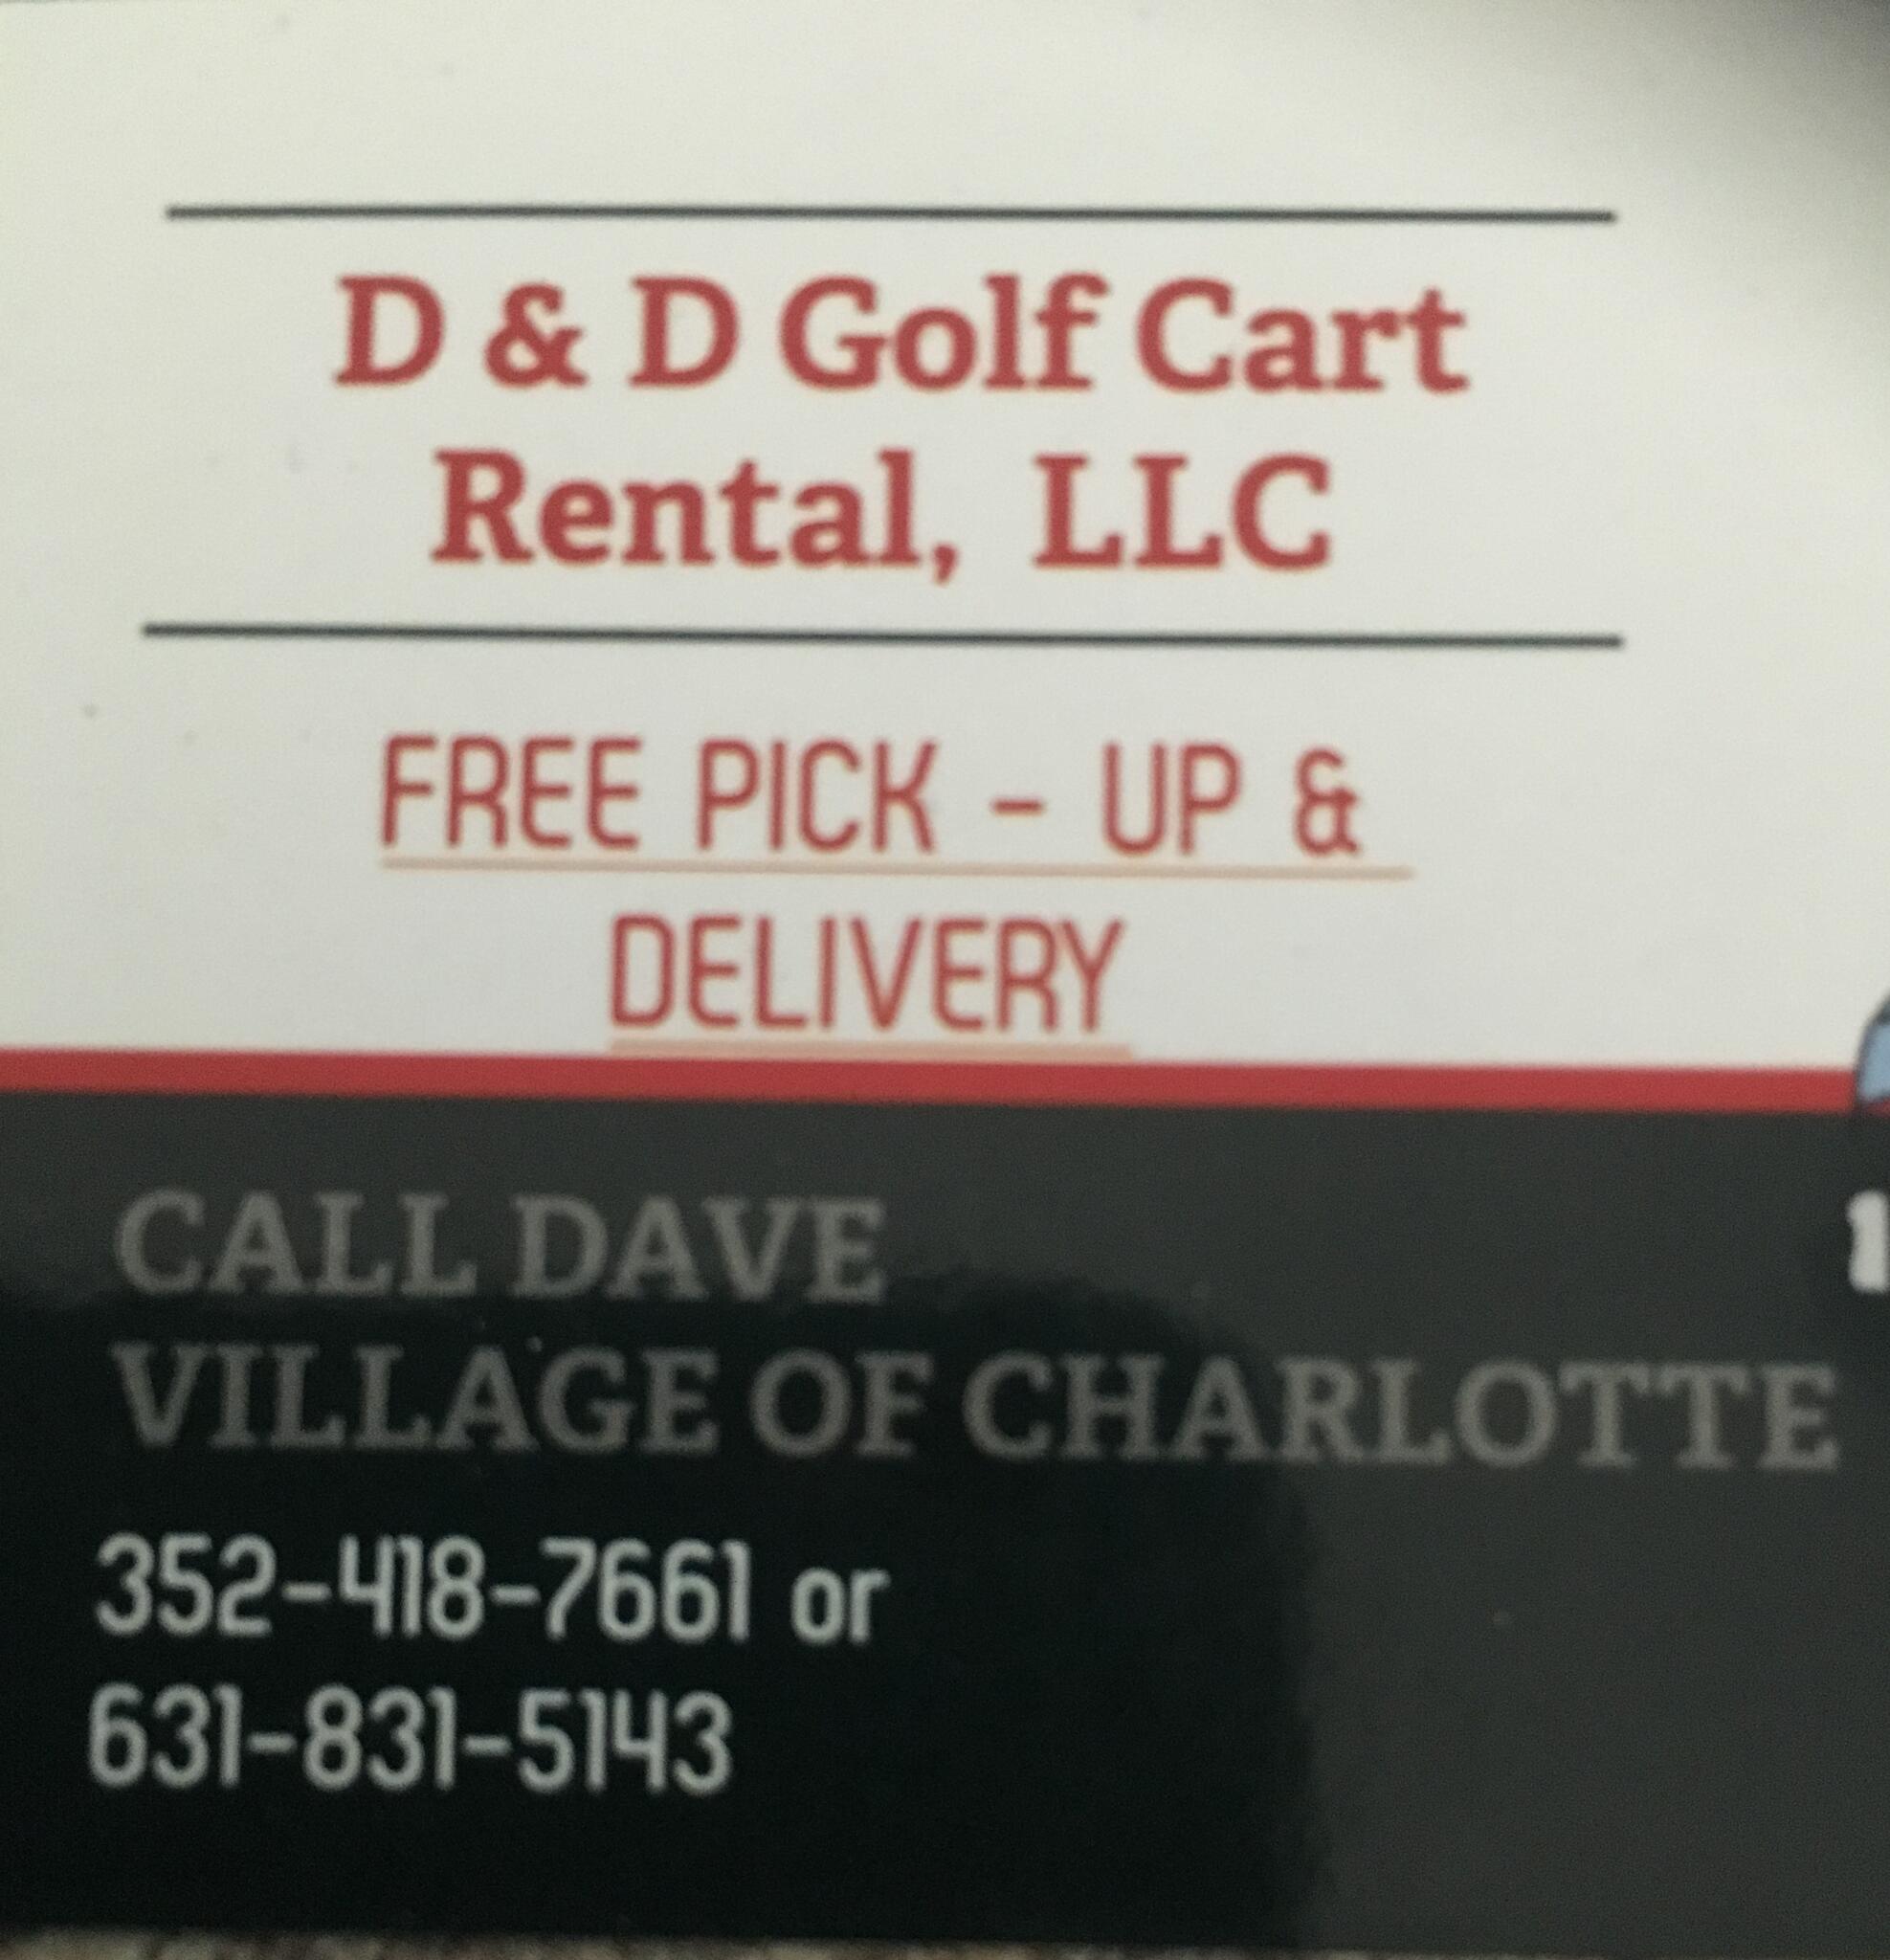 D & D Golf Cart
Rental, LLC
FREE PICK - UP &
DELIVERY
CALL DAVE
VILLAGE OF CHARLOTTE
352-418-7661 or
631-831-5143